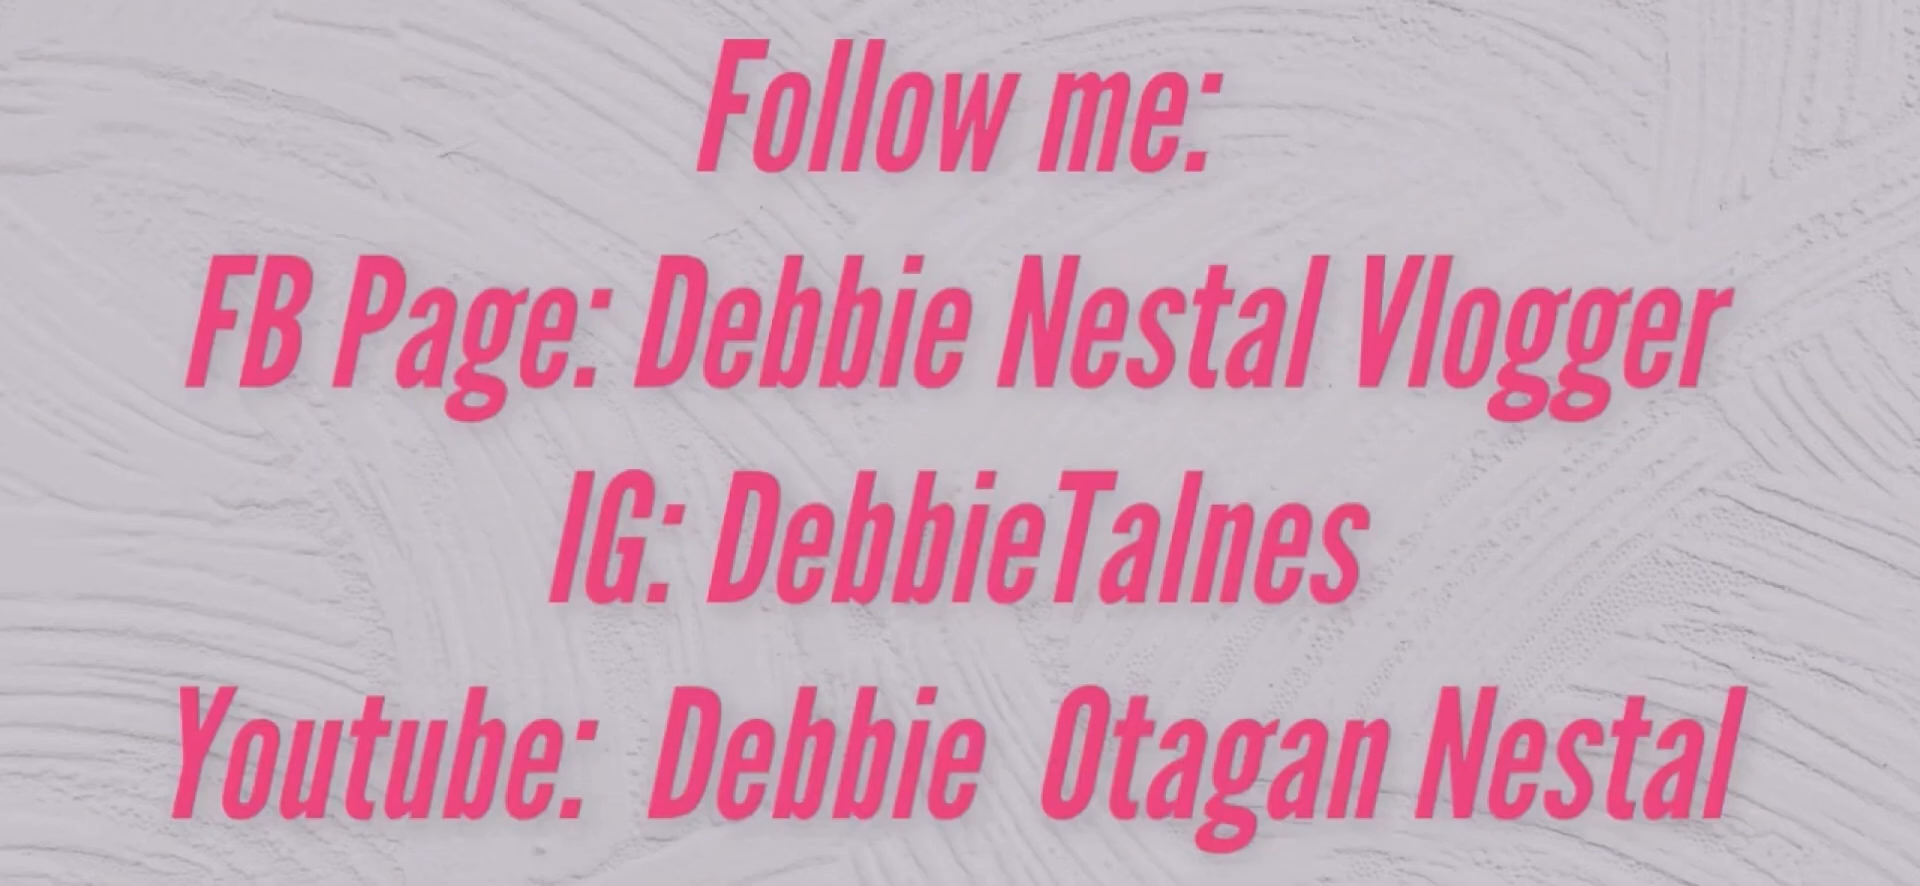 Follow me:
FB Page: Debbie Nestal Vlogger
IG: DebbieTalnes
Youtube: Debbie Otagan Nestal